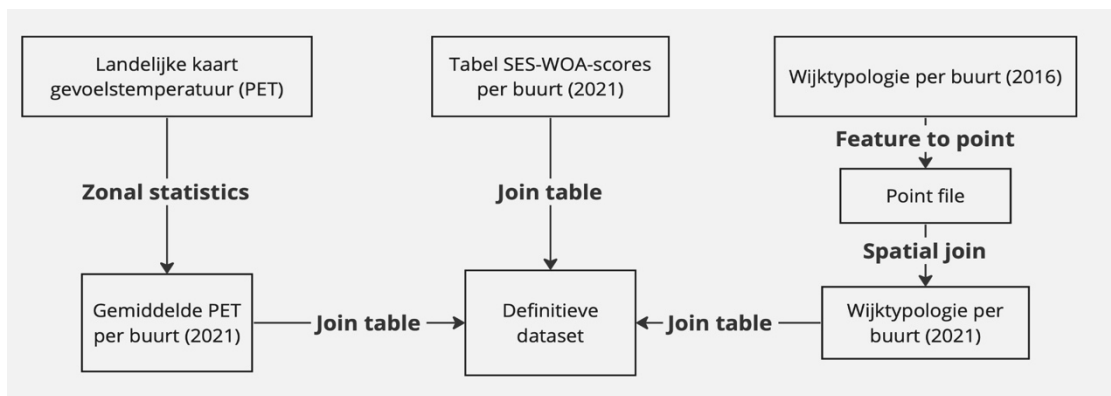 Landelijke kaart
gevoelstemperatuur (PET)
Tabel SES-WOA-scores
per buurt (2021)
Wijktypologie per buurt (2016)
Feature to point
Zonal statistics
Join table
Point file
Spatial join
Gemiddelde PET
per buurt (2021)
Join table
Definitieve
dataset
Join table
Wijktypologie per
buurt (2021)